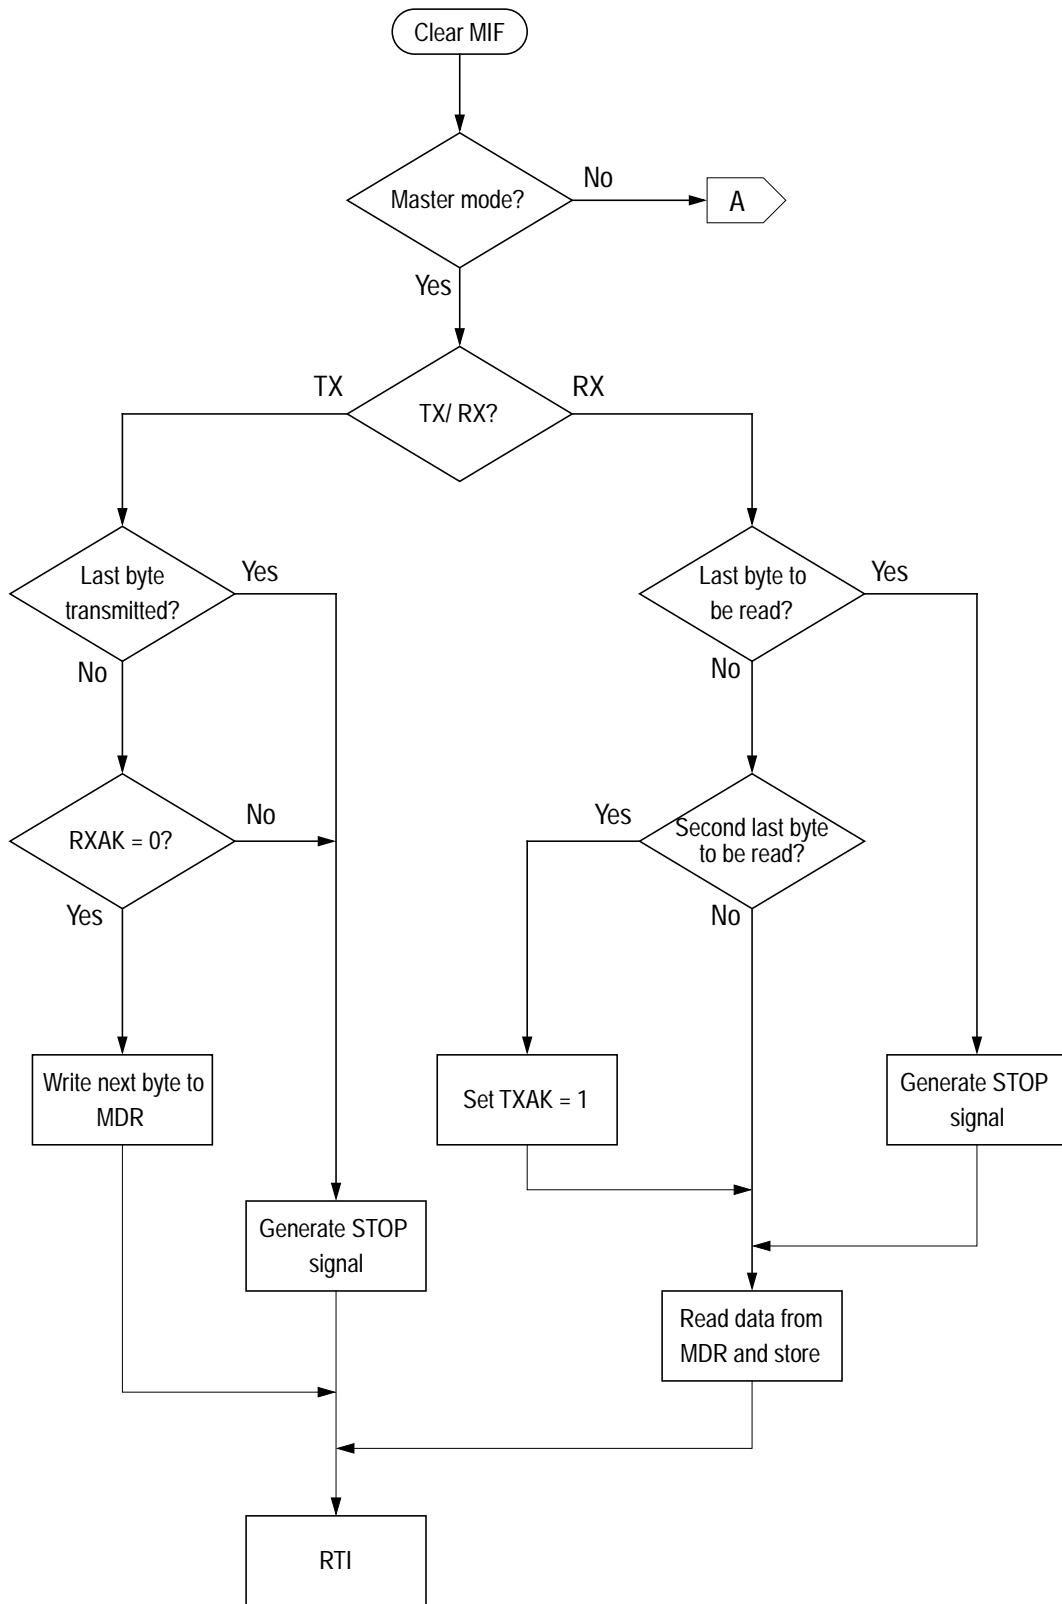 Clear MIF
Master mode?
No
A
Yes
TX
TX/ RX?
RX
Last byte
transmitted?
Yes
No
Last byte to
be read?
Yes
No
RXAK = 0?
No
Yes
Yes
Second last byte
to be read?
No
Write next byte to
MDR
Set TXAK = 1
Generate STOP
signal
Generate STOP
signal
Read data from
MDR and store
RTI